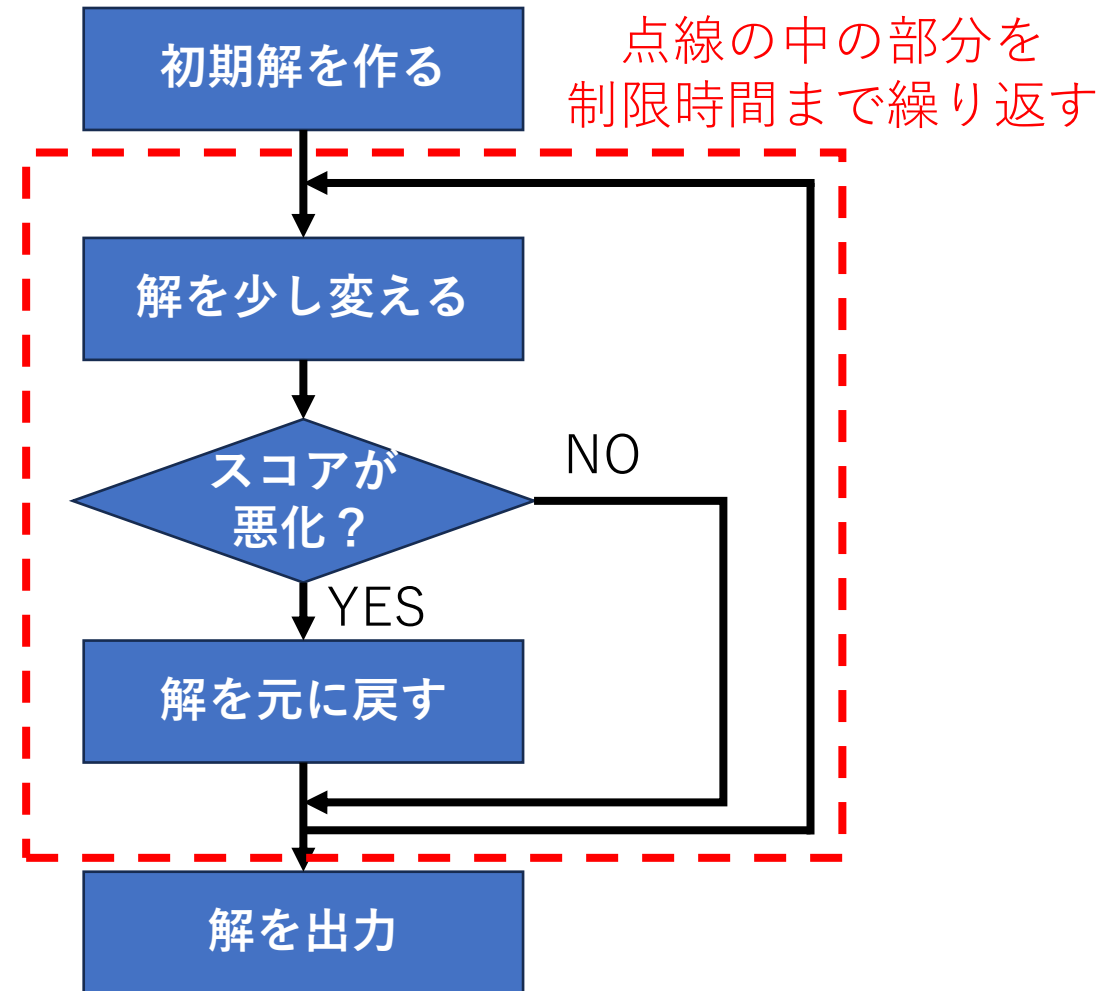 初期解を作る
点線の中の部分を
制限時間まで繰り返す
解を少し変える
スコアが
悪化？
NO
YES
解を元に戻す
解を出力